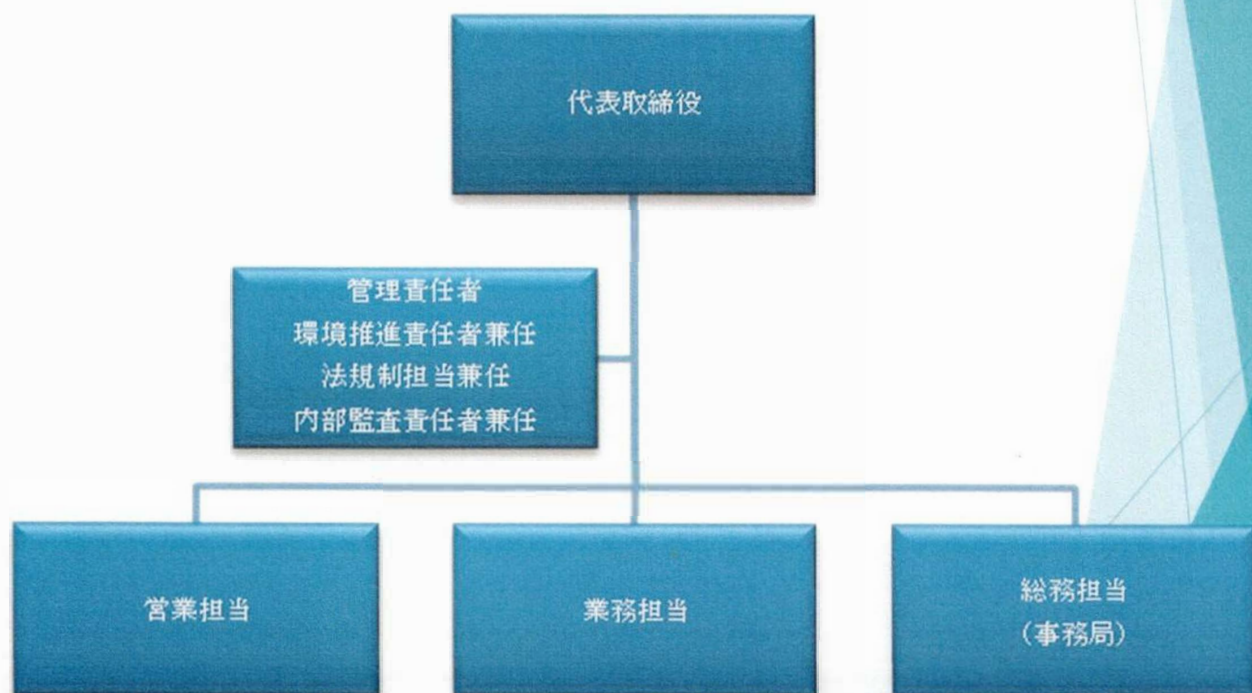 代表取締役
管理責任者
環境推進責任者兼任
法規制担当兼任
内部監査責任者兼任
営業担当
業務担当
総務担当
(事務局)